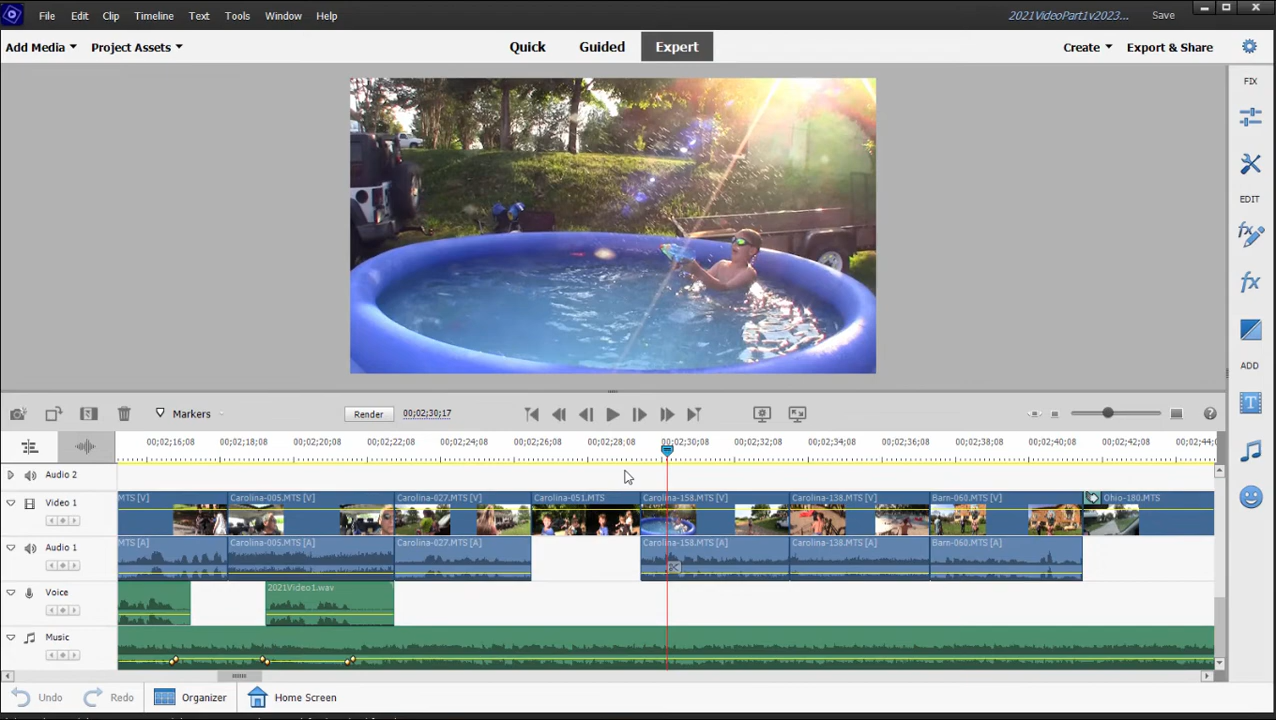 File Edit Clip Timeline Text Tools Window Help
2021VideoPart1v2023... Save
Add Media Project Assets
Quick Guided Expert
Create Export & Share
FIX
EDIT
ADD
Markers
Render 00;02;30;17
00;02;16;08 00;02;18;08 00;02;20;08 00;02;22;08 00;02;24;08 00;02;26;08 00;02;28;08 00;02;30;08 00;02;32;08 00;02;34;08 00;02;36;08 00;02;38;08 00;02;40;08 00;02;42;08 00;02;44;0
Audio 2
Video 1
MTS [V] Carolina-005.MTS [V] Carolina-027.MTS [V] Carolina-051.MTS Carolina-158.MTS [V] Carolina-138.MTS [V] Barn-060.MTS [V] Ohio-180.MTS
Audio 1
MTS [A] Carolina-005.MTS [A] Carolina-027.MTS [A] Carolina-158.MTS [A] Carolina-138.MTS [A] Barn-060.MTS [A]
Voice
2021Video1.wav
Music
Undo Redo Organizer Home Screen